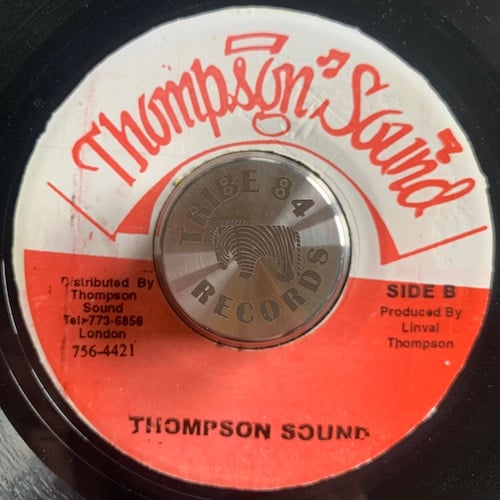 Thompson Sound
TRIBE 84
RECORDS
Distributed By
Thompson
Sound
Tel:-773-6856
London
756-4421
SIDE B
Produced By
Linval
Thompson
THOMPSON SOUND